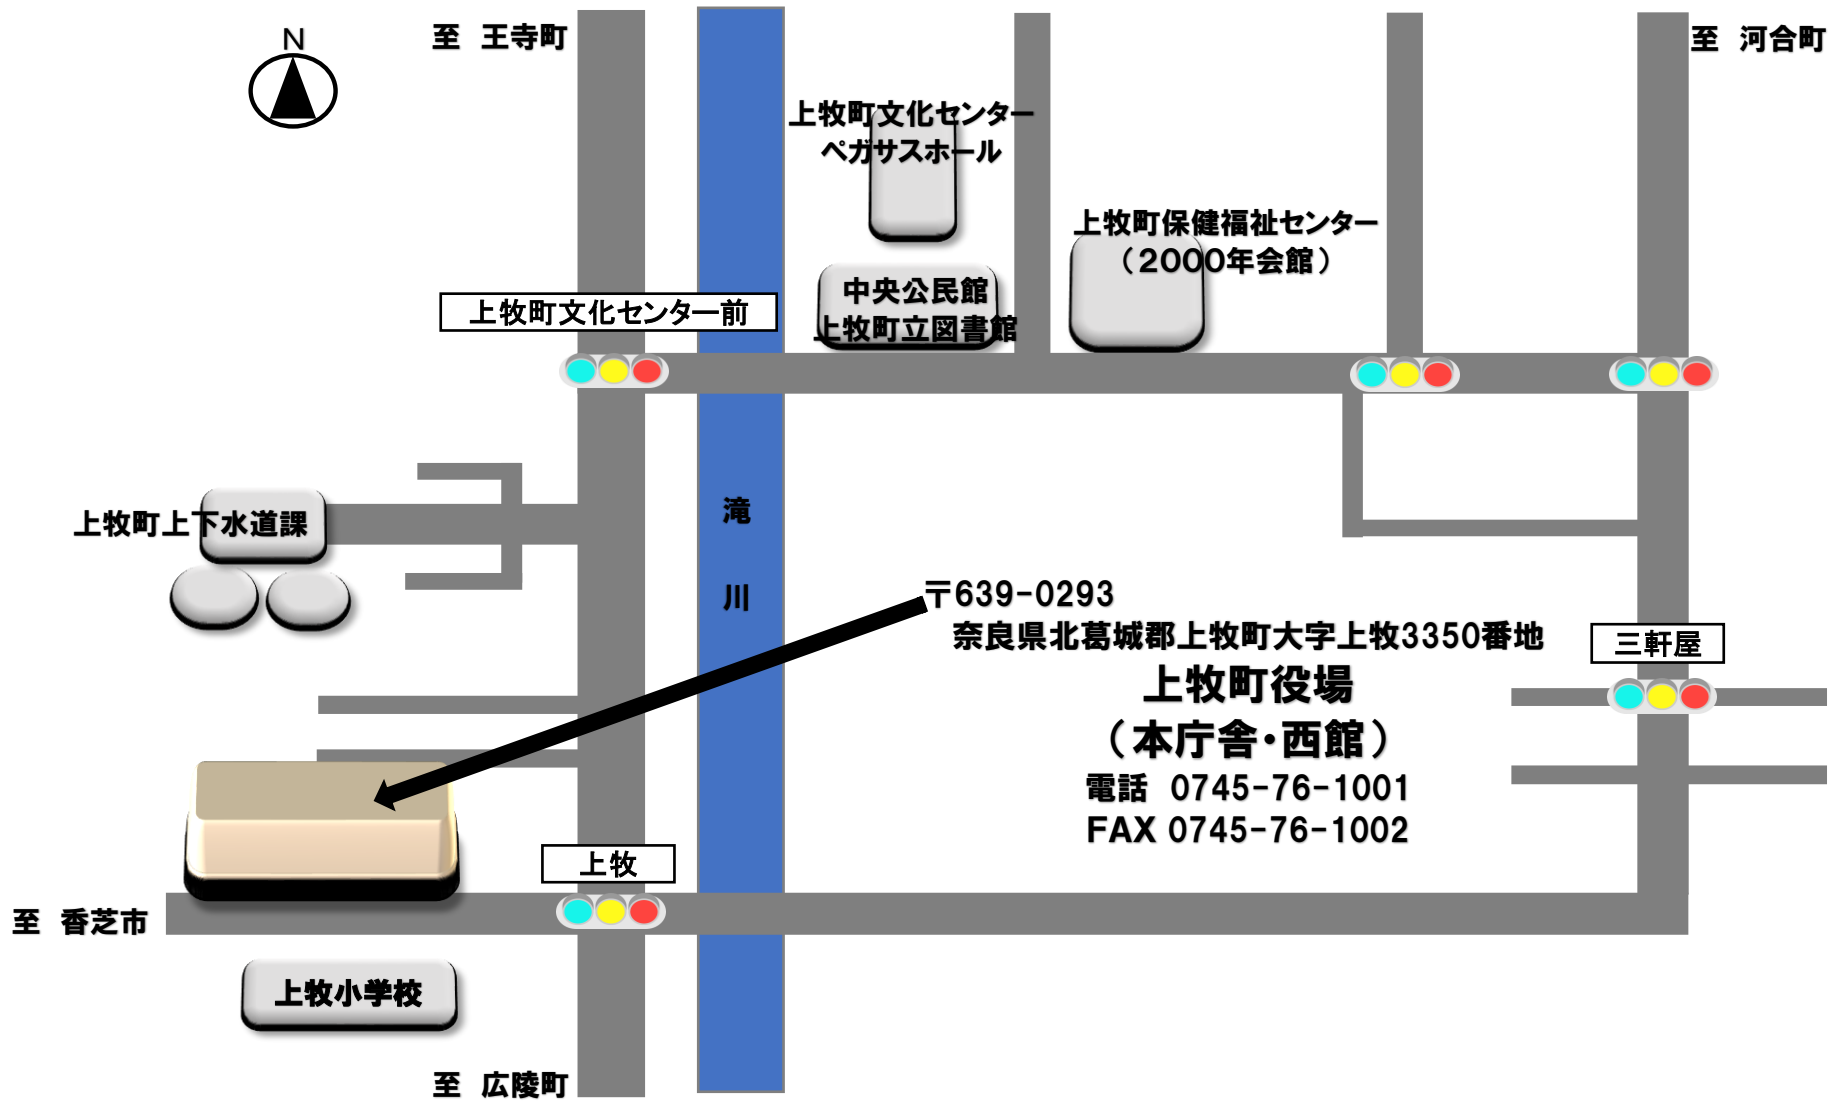 N
至　王寺町
至　河合町
上牧町文化センター
ペガサスホール
上牧町保健福祉センター
（2000年会館）
中央公民館
上牧町立図書館
上牧町文化センター前
上牧町上下水道課
滝
川
〒639-0293
奈良県北葛城郡上牧町大字上牧3350番地
上牧町役場
（本庁舎・西館）
電話　0745-76-1001
FAX 0745-76-1002
三軒屋
上牧
至　香芝市
上牧小学校
至　広陵町